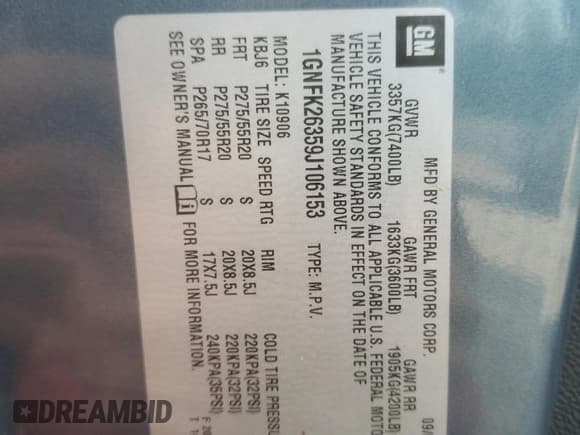 GM
MFD BY GENERAL MOTORS CORP. 09/
GVWR GAWR FRT GAWR RR
3357KG(7400LB) 1633KG(3600LB) 1905KG(4200LB)
THIS VEHICLE CONFORMS TO ALL APPLICABLE U.S. FEDERAL MOTO
VEHICLE SAFETY STANDARDS IN EFFECT ON THE DATE OF
MANUFACTURE SHOWN ABOVE.
1GNFK26359J106153 TYPE: M.P.V.
MODEL: K10906
KBJ6 TIRE SIZE SPEED RTG RIM COLD TIRE PRESSU
FRT P275/55R20 S 20X8.5J 220KPA(32PSI)
RR P275/55R20 S 20X8.5J 220KPA(32PSI)
SPA P265/70R17 S 17X7.5J 240KPA(35PSI)
SEE OWNER'S MANUAL i FOR MORE INFORMATION.
DREAMBID